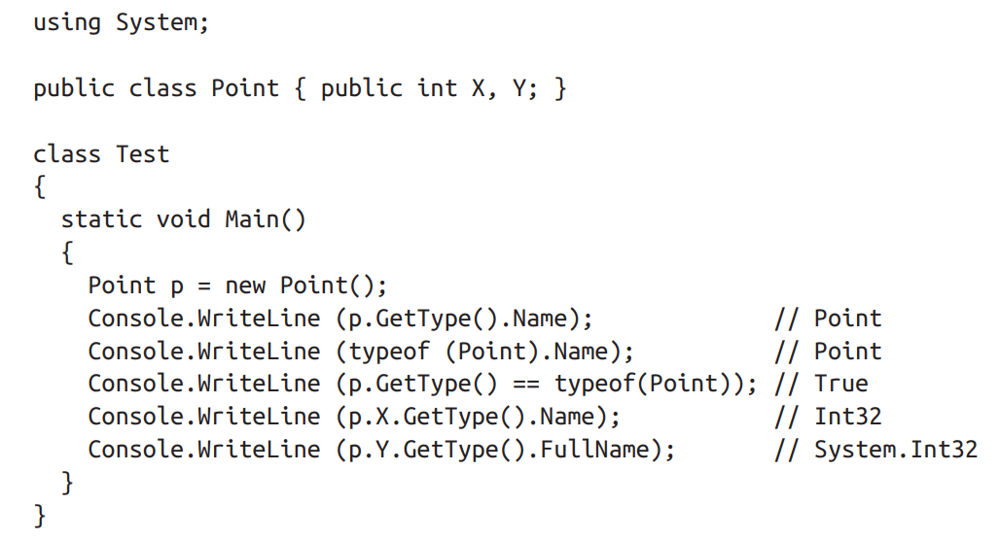 using System;
public class Point { public int X, Y; }
class Test
{
  static void Main()
  {
    Point p = new Point();
    Console.WriteLine (p.GetType().Name);             // Point
    Console.WriteLine (typeof (Point).Name);          // Point
    Console.WriteLine (p.GetType() == typeof(Point)); // True
    Console.WriteLine (p.X.GetType().Name);           // Int32
    Console.WriteLine (p.Y.GetType().FullName);       // System.Int32
  }
}